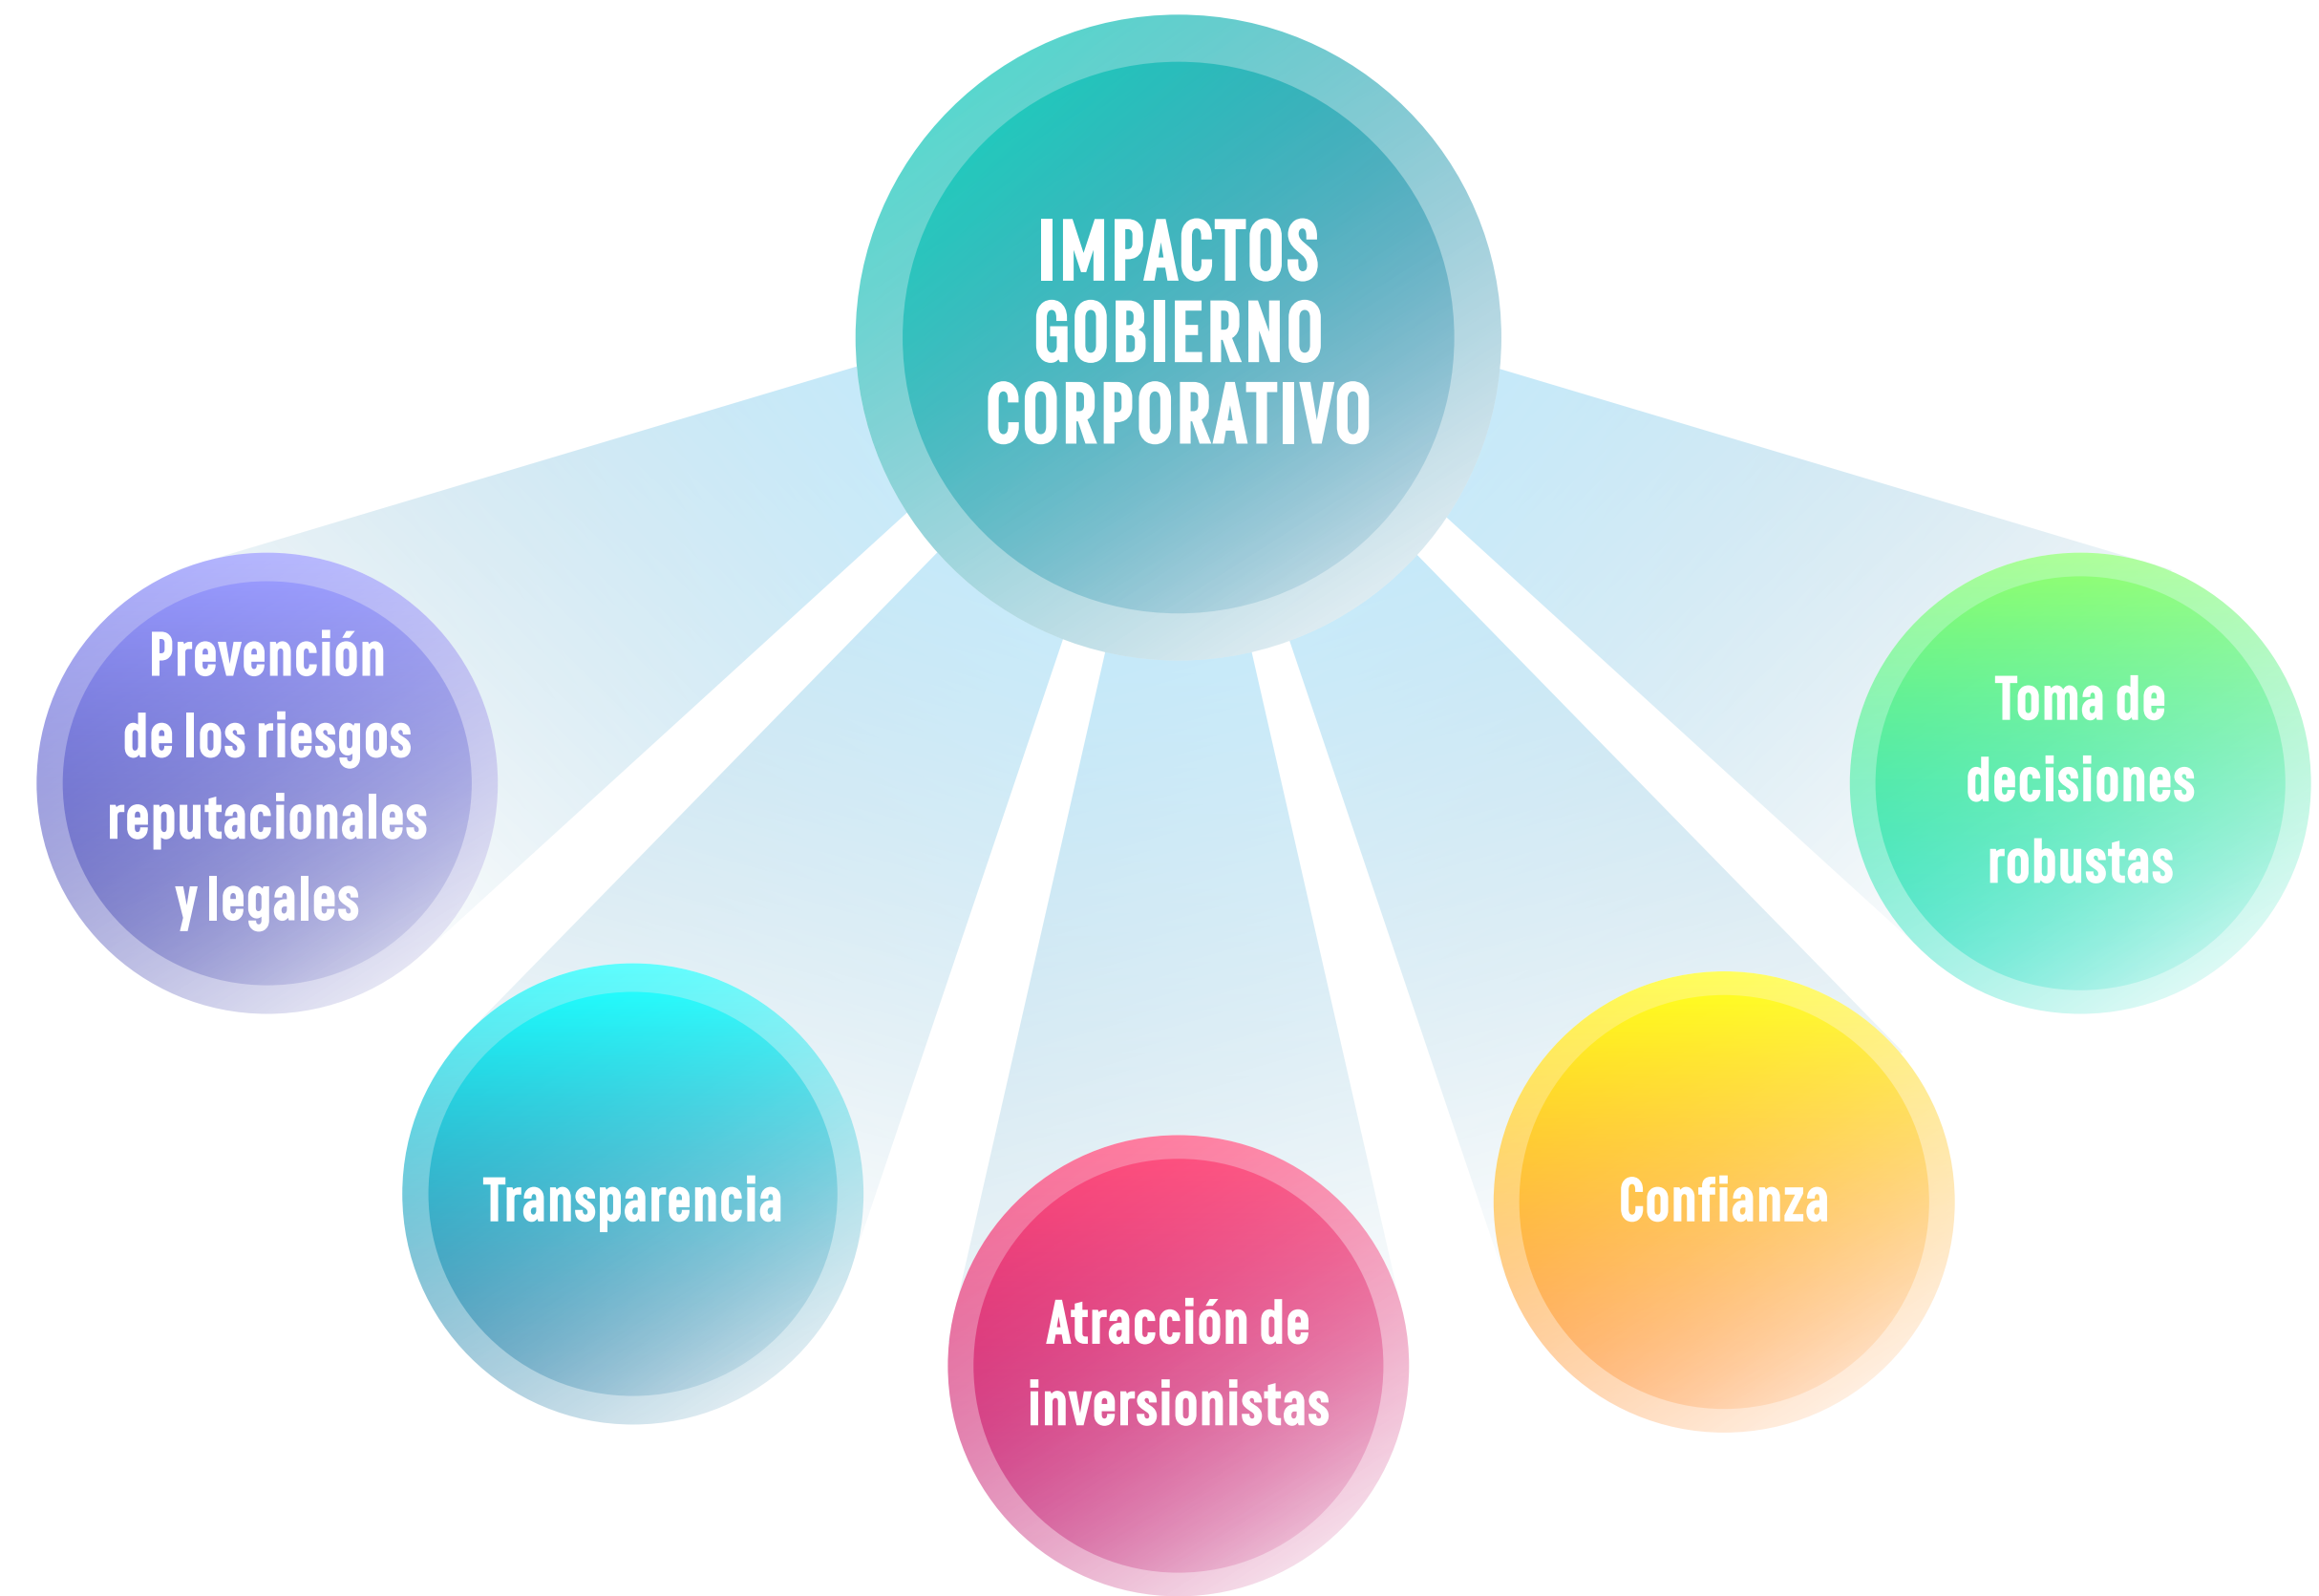 IMPACTOS
GOBIERNO
CORPORATIVO
Prevención
de los riesgos
reputacionales
y legales
Transparencia
Atracción de
inversionistas
Confianza
Toma de
decisiones
robustas